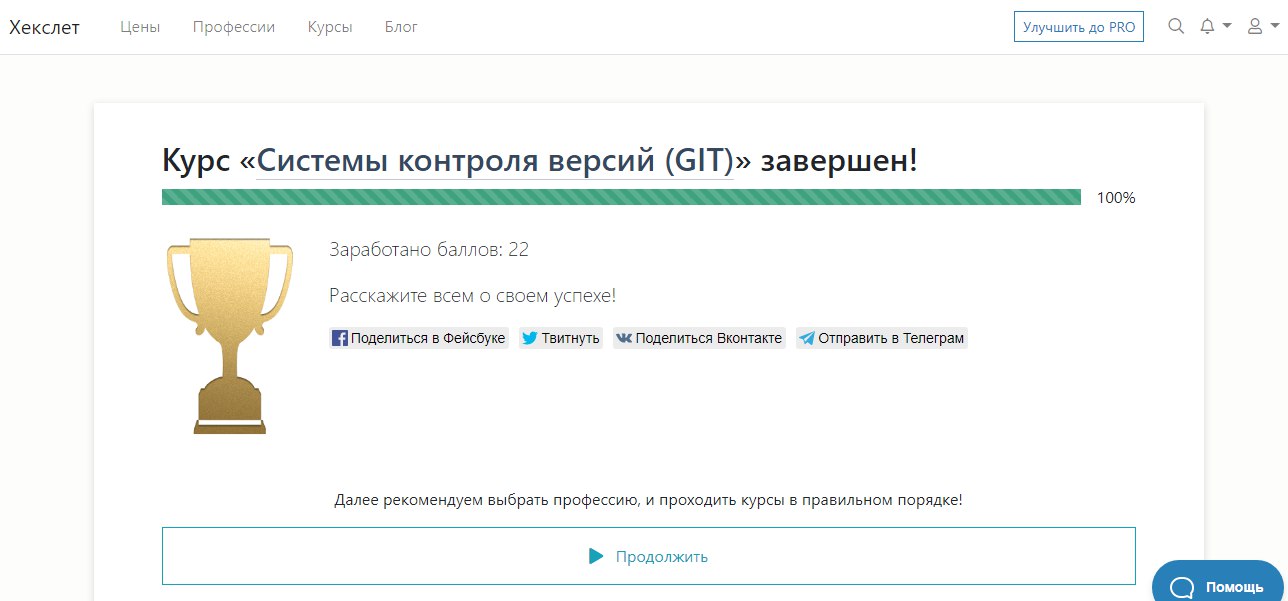 Хекслет Цены Профессии Курсы Блог Улучшить до PRO
Курс «Системы контроля версий (GIT)» завершен!
100%
Заработано баллов: 22
Расскажите всем о своем успехе!
Поделиться в Фейсбуке Твитнуть Поделиться Вконтакте Отправить в Телеграм
Далее рекомендуем выбрать профессию, и проходить курсы в правильном порядке!
Продолжить
Помощь